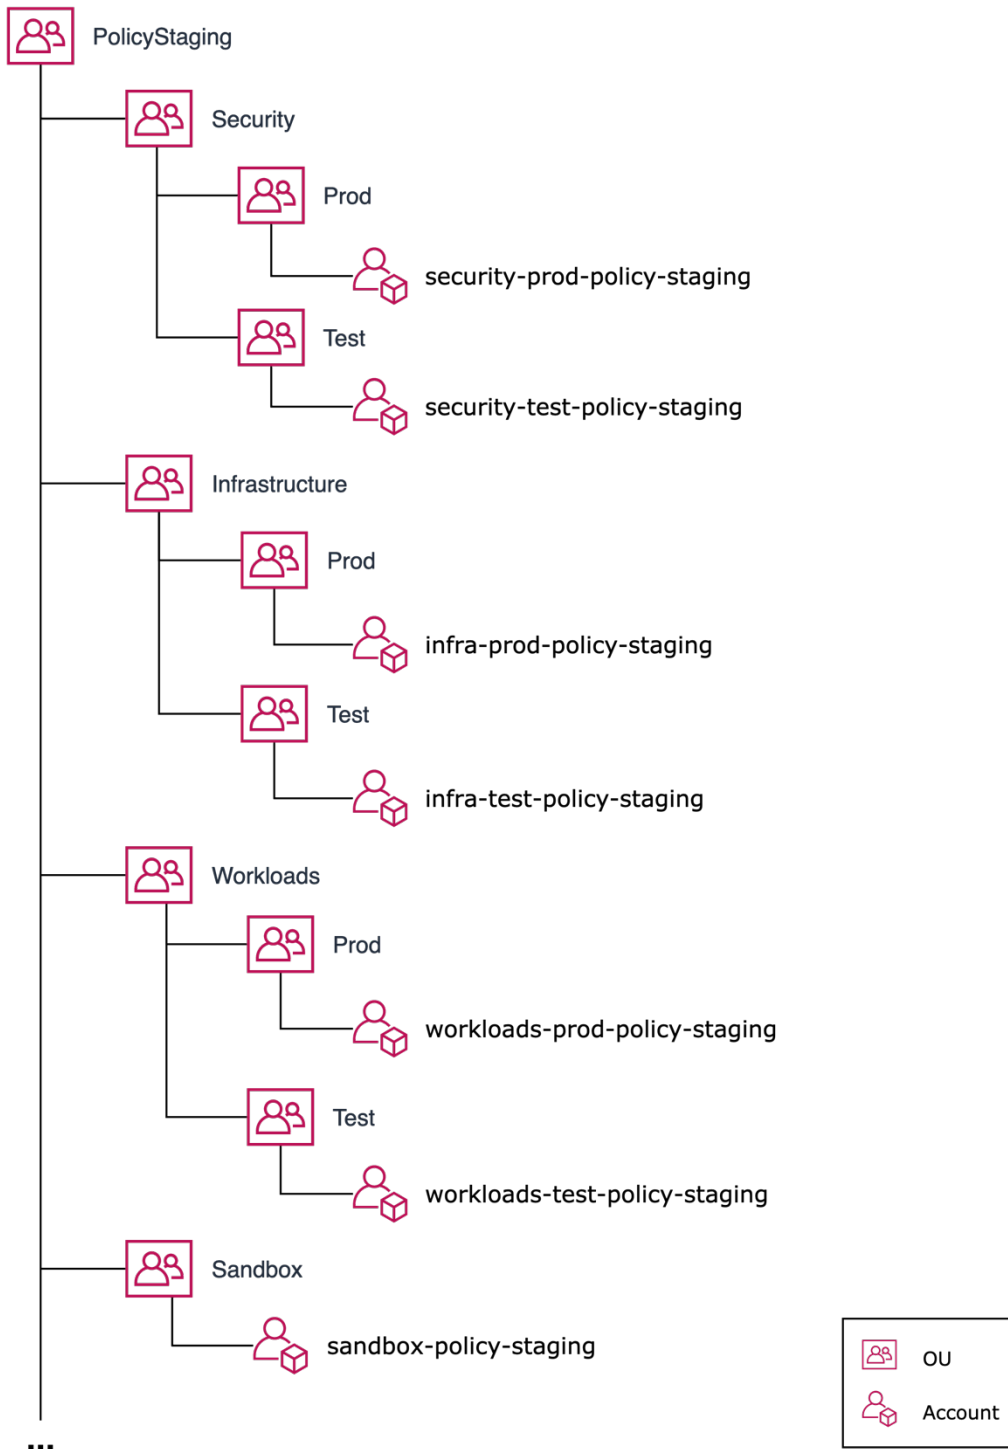 PolicyStaging
Security
Prod
security-prod-policy-staging
Test
security-test-policy-staging
Infrastructure
Prod
infra-prod-policy-staging
Test
infra-test-policy-staging
Workloads
Prod
workloads-prod-policy-staging
Test
workloads-test-policy-staging
Sandbox
sandbox-policy-staging
OU
Account
...